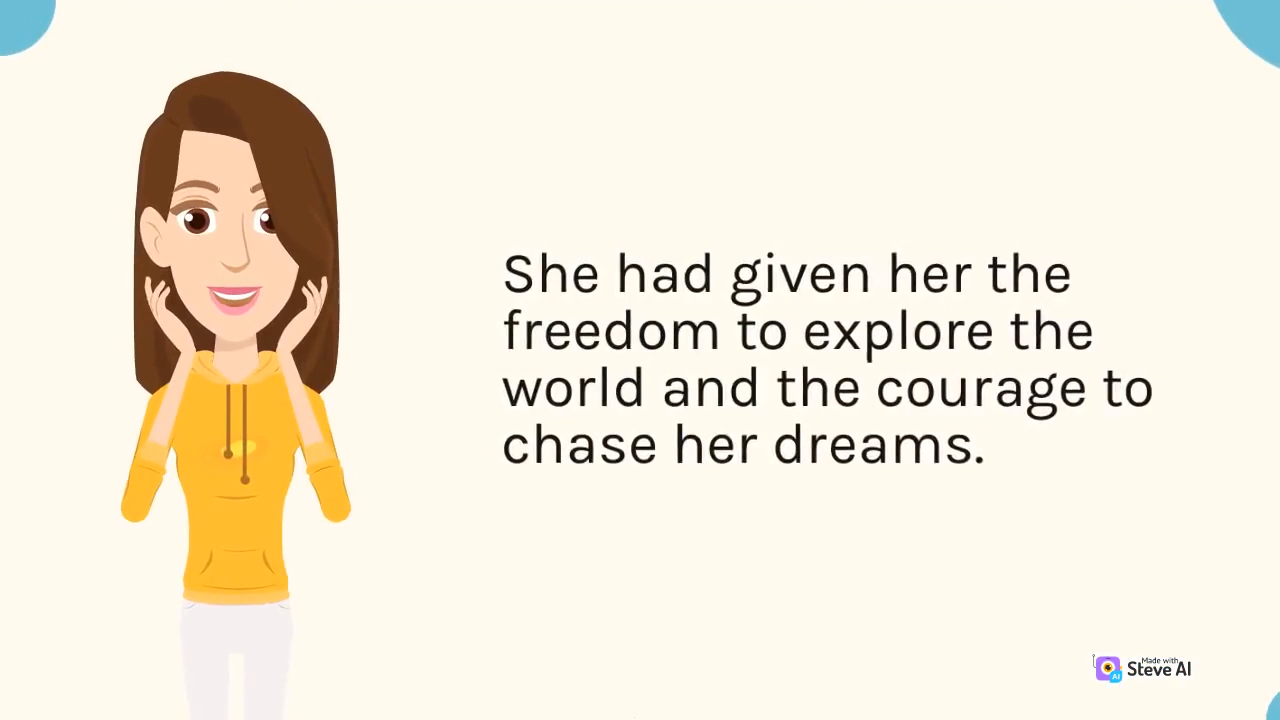 She had given her the
freedom to explore the
world and the courage to
chase her dreams.
Made with
Steve AI
AI